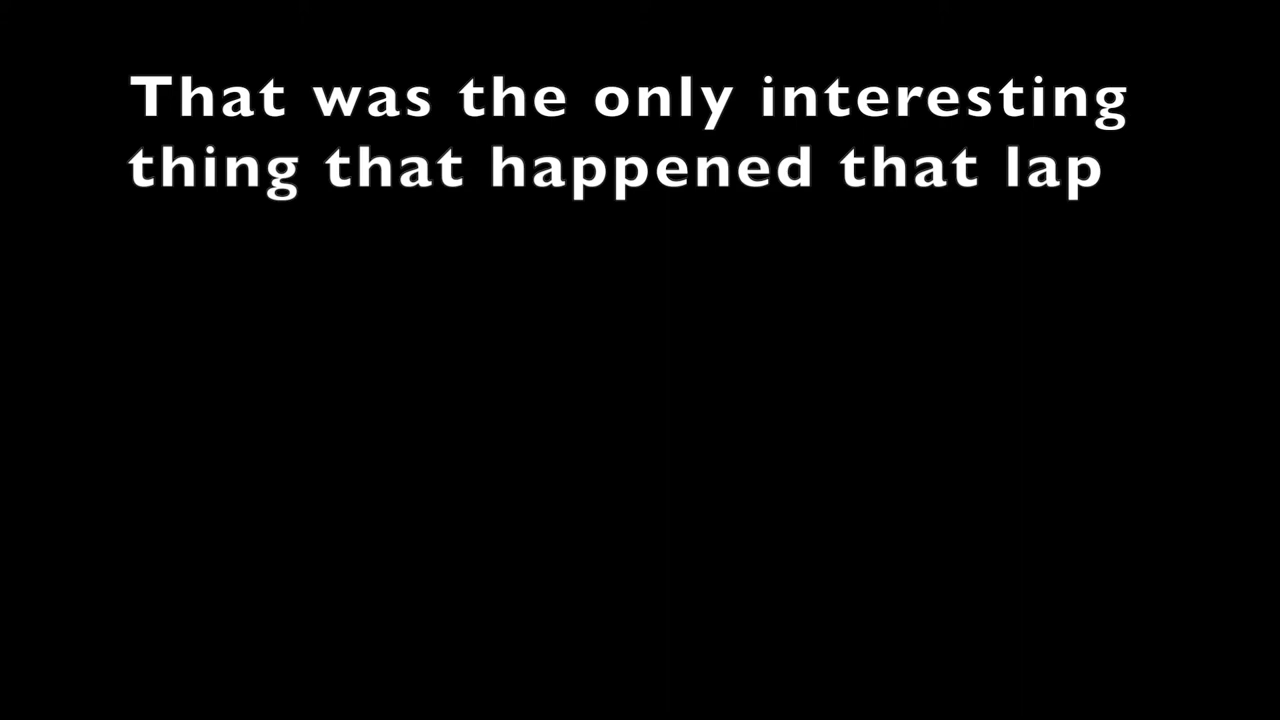 That was the only interesting
thing that happened that lap